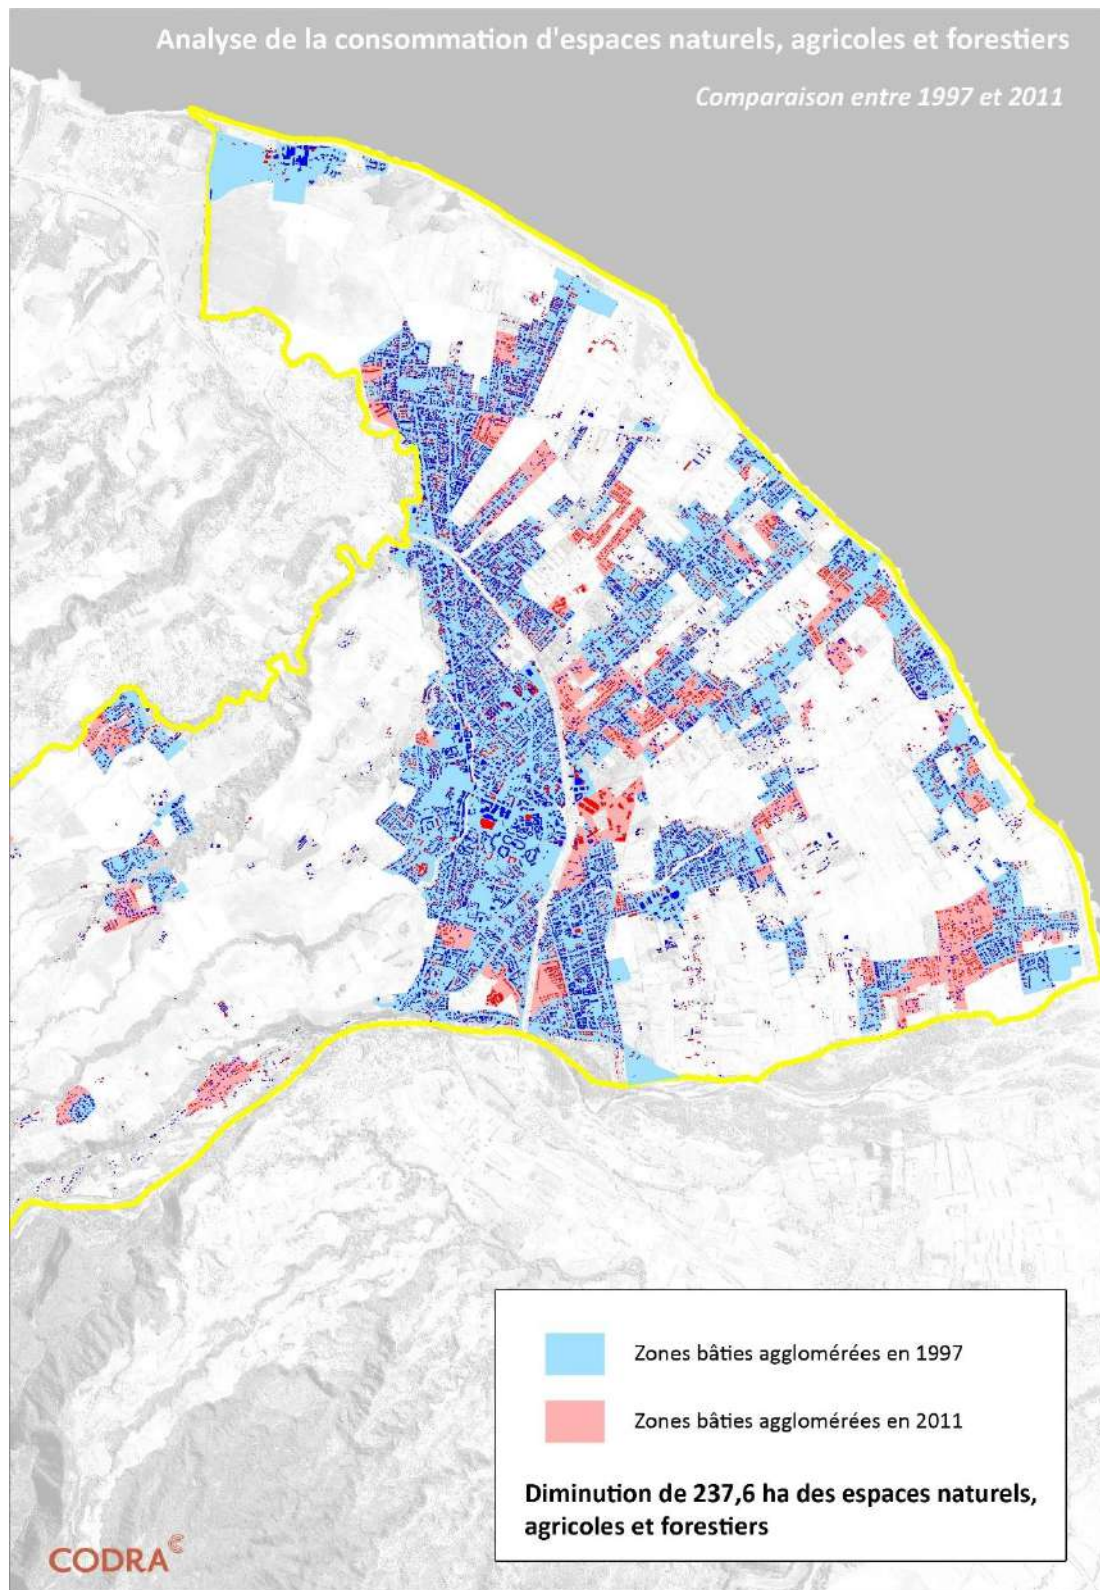 Analyse de la consommation d'espaces naturels, agricoles et forestiers
Comparaison entre 1997 et 2011
Zones bâties agglomérées en 1997
Zones bâties agglomérées en 2011
Diminution de 237,6 ha des espaces naturels,
agricoles et forestiers
CODRA